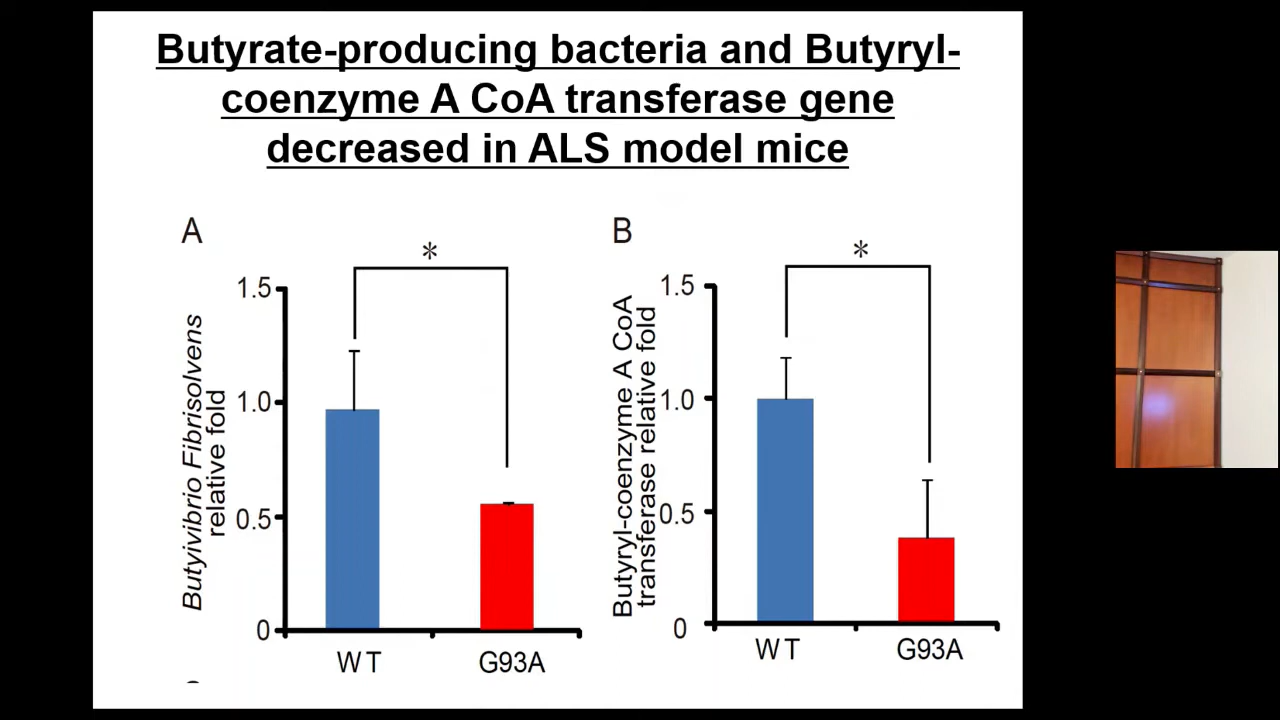 Butyrate-producing bacteria and Butyryl-
coenzyme A CoA transferase gene
decreased in ALS model mice
A
*
1.5
1.0
0.5
0
Butyivibrio Fibrisolvens
relative fold
WT
G93A
B
*
1.5
1.0
0.5
0
Butyryl-coenzyme A CoA
transferase relative fold
WT
G93A